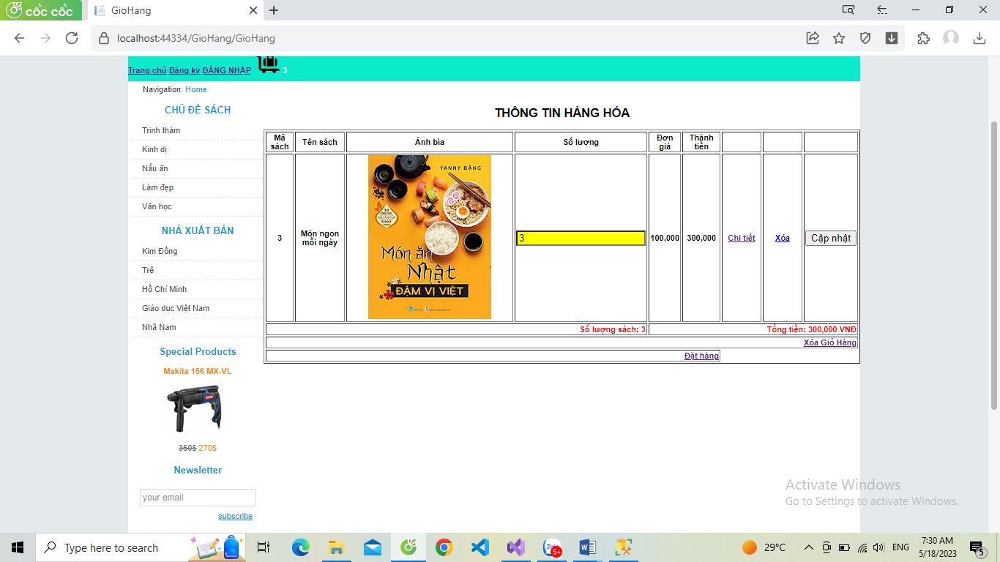 cốc cốc
GioHang
localhost:44334/GioHang/GioHang
Trang chủ Đăng ký ĐĂNG NHẬP 3
Navigation: Home
CHỦ ĐỀ SÁCH
Trinh thám
Kinh dị
Nấu ăn
Làm đẹp
Văn học
NHÀ XUẤT BẢN
Kim Đồng
Trẻ
Hồ Chí Minh
Giáo dục Việt Nam
Nhã Nam
Special Products
Makita 156 MX-VL
350$ 270$
Newsletter
your email
subscribe
THÔNG TIN HÀNG HÓA
Mã sách Tên sách Ảnh bìa Số lượng Đơn giá Thành tiền
YANNY ĐẶNG
Món ăn
Nhật
ĐẬM VỊ VIỆT
3 Món ngon mỗi ngày 3 100,000 300,000 Chi tiết Xóa Cập nhật
Số lượng sách: 3 Tổng tiền: 300,000 VNĐ
Xóa Giỏ Hàng
Đặt hàng
Activate Windows
Go to Settings to activate Windows.
Type here to search
5+
29°C
ENG
7:30 AM
5/18/2023
5